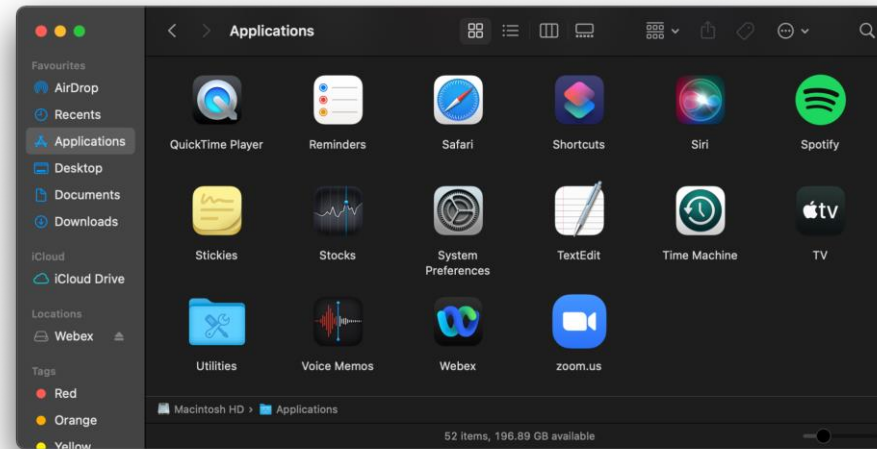 Applications
Favourites
AirDrop
Recents
Applications
Desktop
Documents
Downloads
iCloud
iCloud Drive
Locations
Webex
Tags
Red
Orange
Yellow
QuickTime Player
Reminders
Safari
Shortcuts
Siri
Spotify
Stickies
Stocks
System
Preferences
TextEdit
Time Machine
tv
TV
Utilities
Voice Memos
Webex
zoom.us
Macintosh HD › Applications
52 items, 196.89 GB available